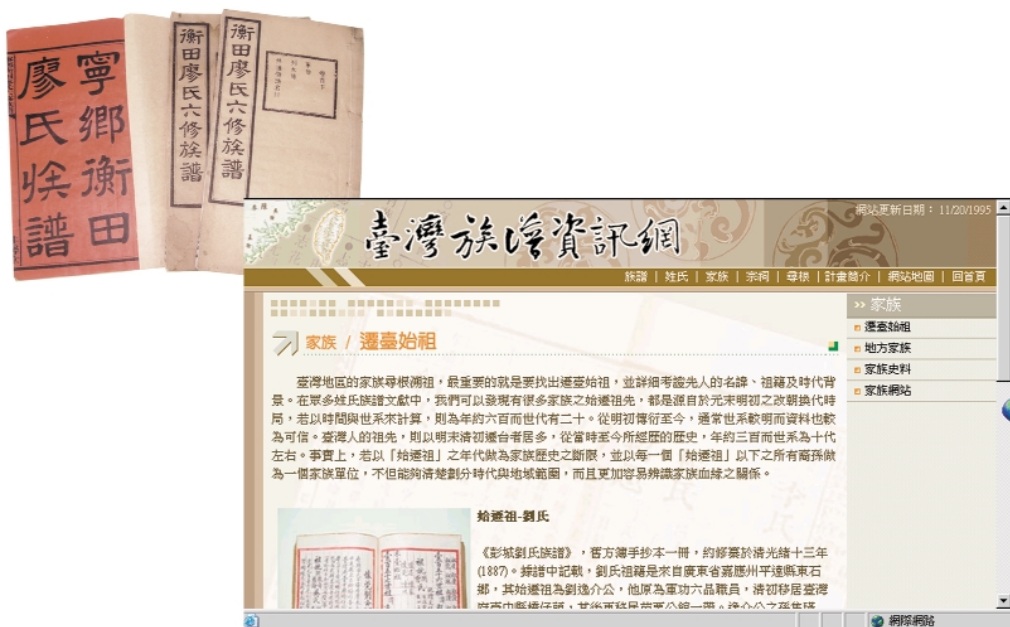 寧鄉衡田
廖氏族譜
衡田廖氏六修族譜
衡田廖氏六修族譜
臺灣族譜資訊網
網站更新日期： 11/20/1995
族譜 | 姓氏 | 家族 | 宗祠 | 尋根 | 計畫簡介 | 網站地圖 | 回首頁
>> 家族
遷臺始祖
地方家族
家族史料
家族網站
家族 / 遷臺始祖
臺灣地區的家族尋根溯祖，最重要的就是要找出遷臺始祖，並詳細考證先人的名諱、祖籍及時代背
景。在眾多姓氏族譜文獻中，我們可以發現有很多家族之始遷祖先，都是源自於元末明初之改朝換代時
局，若以時間與世系來計算，則為年約六百而世代有二十。從明初傳衍至今，通常世系較明而資料也較
為可信。臺灣人的祖先，則以明末清初遷台者居多，從當時至今所經歷的歷史，年約三百而世系為十代
左右。事實上，若以「始遷祖」之年代做為家族歷史之斷限，並以每一個「始遷祖」以下之所有裔孫做
為一個家族單位，不但能夠清楚劃分時代與地域範圍，而且更加容易辨識家族血緣之關係。
始遷祖-劉氏
《彭城劉氏族譜》，舊方簿手抄本一冊，約修纂於清光緒十三年
(1887)。據譜中記載，劉氏祖籍是來自廣東省嘉應州平遠縣東石
鄉，其始遷祖為劉逸介公，他原為軍功六品職員，清初移居臺灣
網際網路